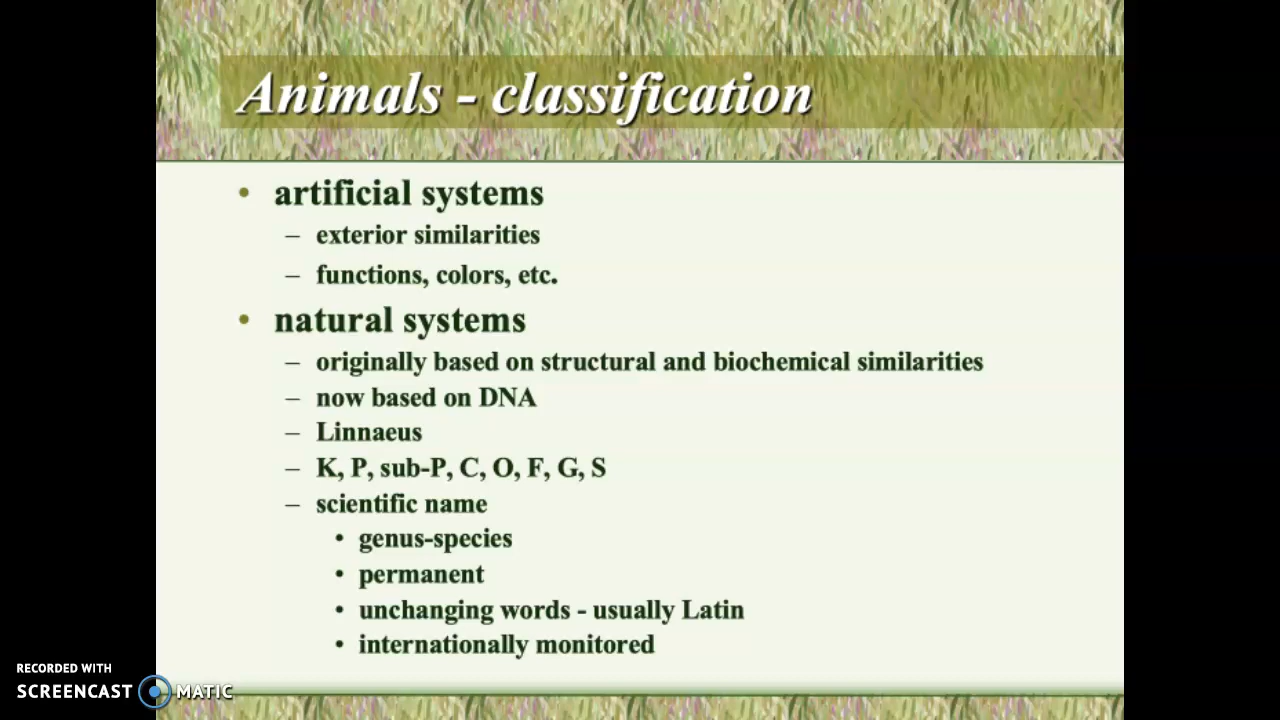 Animals - classification
• artificial systems
– exterior similarities
– functions, colors, etc.
• natural systems
– originally based on structural and biochemical similarities
– now based on DNA
– Linnaeus
– K, P, sub-P, C, O, F, G, S
– scientific name
• genus-species
• permanent
• unchanging words - usually Latin
• internationally monitored
RECORDED WITH
SCREENCAST MATIC